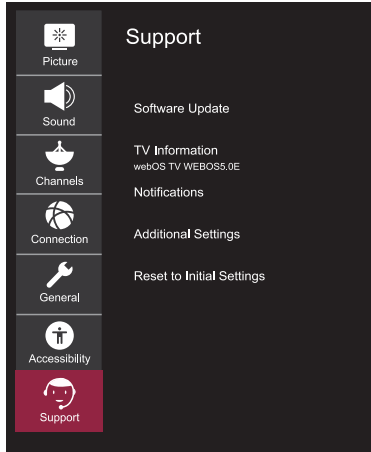 Picture
Sound
Channels
Connection
General
Accessibility
Support
Support
Software Update
TV Information
webOS TV WEBOS5.0E
Notifications
Additional Settings
Reset to Initial Settings